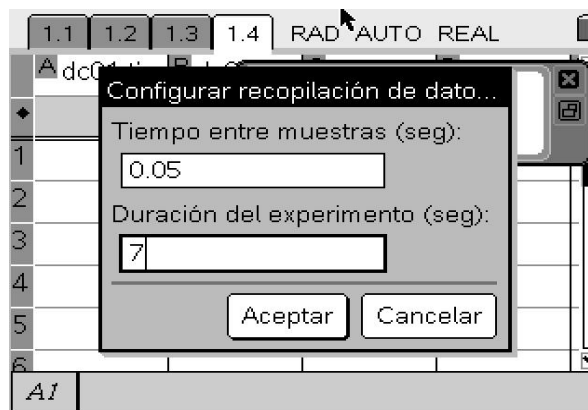 1.1 1.2 1.3 1.4 RAD AUTO REAL
A
Configurar recopilación de dato...
Tiempo entre muestras (seg):
0.05
Duración del experimento (seg):
7
Aceptar Cancelar
1
2
3
4
5
6
A1